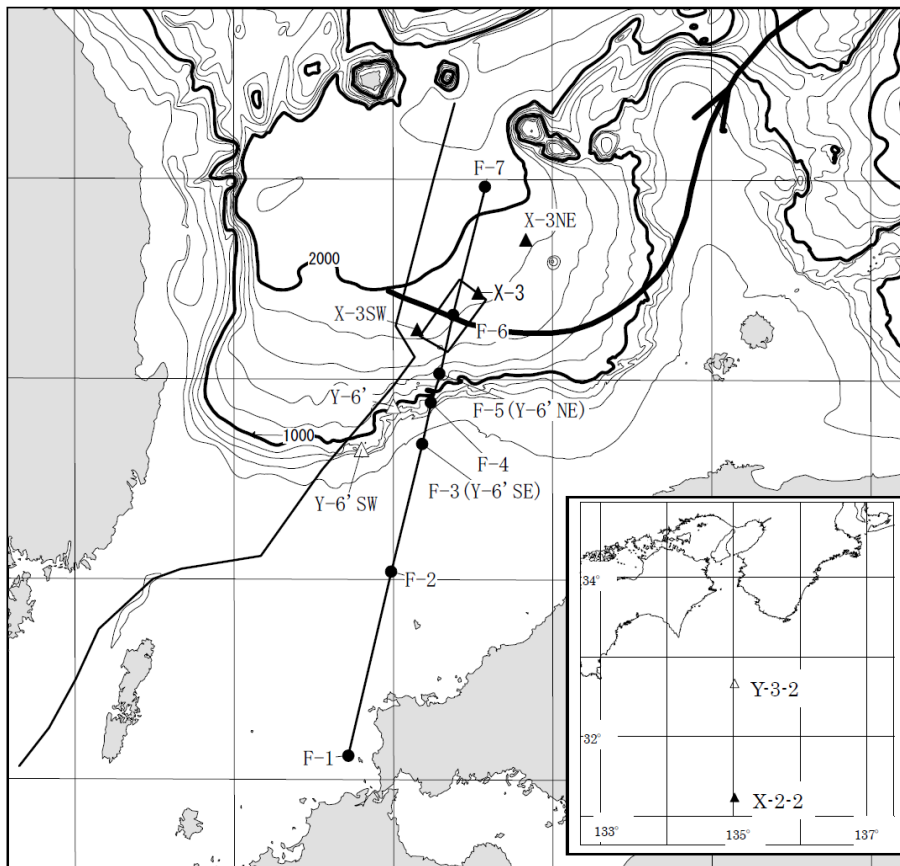 F-7
X-3NE
2000
X-3
X-3SW
F-6
Y-6'
F-5(Y-6'NE)
1000
F-4
Y-6'SW
F-3(Y-6'SE)
F-2
F-1
34°
Y-3-2
32°
X-2-2
133°
135°
137°